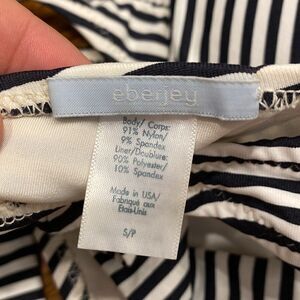 eberjey
Body/ Corps:
91% Nylon/
9% Spandex
Liner/Doublure:
90% Polyester/
10% Spandex
Made in USA/
Fabriqué aux
États-Unis
S/P